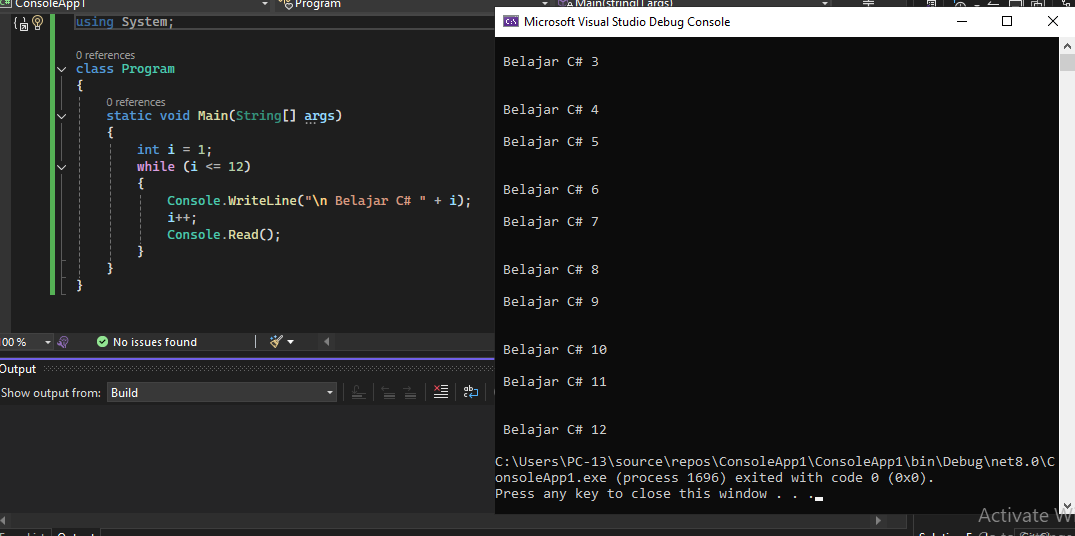 ConsoleApp1
Program
Main(string[] args)
using System;
0 references
class Program
{
0 references
static void Main(String[] args)
{
int i = 1;
while (i <= 12)
{
Console.WriteLine("\n Belajar C# " + i);
i++;
Console.Read();
}
}
}
No issues found
Output
Show output from:
Build
Microsoft Visual Studio Debug Console
Belajar C# 3
Belajar C# 4
Belajar C# 5
Belajar C# 6
Belajar C# 7
Belajar C# 8
Belajar C# 9
Belajar C# 10
Belajar C# 11
Belajar C# 12
C:\Users\PC-13\source\repos\ConsoleApp1\ConsoleApp1\bin\Debug\net8.0\C
onsoleApp1.exe (process 1696) exited with code 0 (0x0).
Press any key to close this window . . .
Activate W